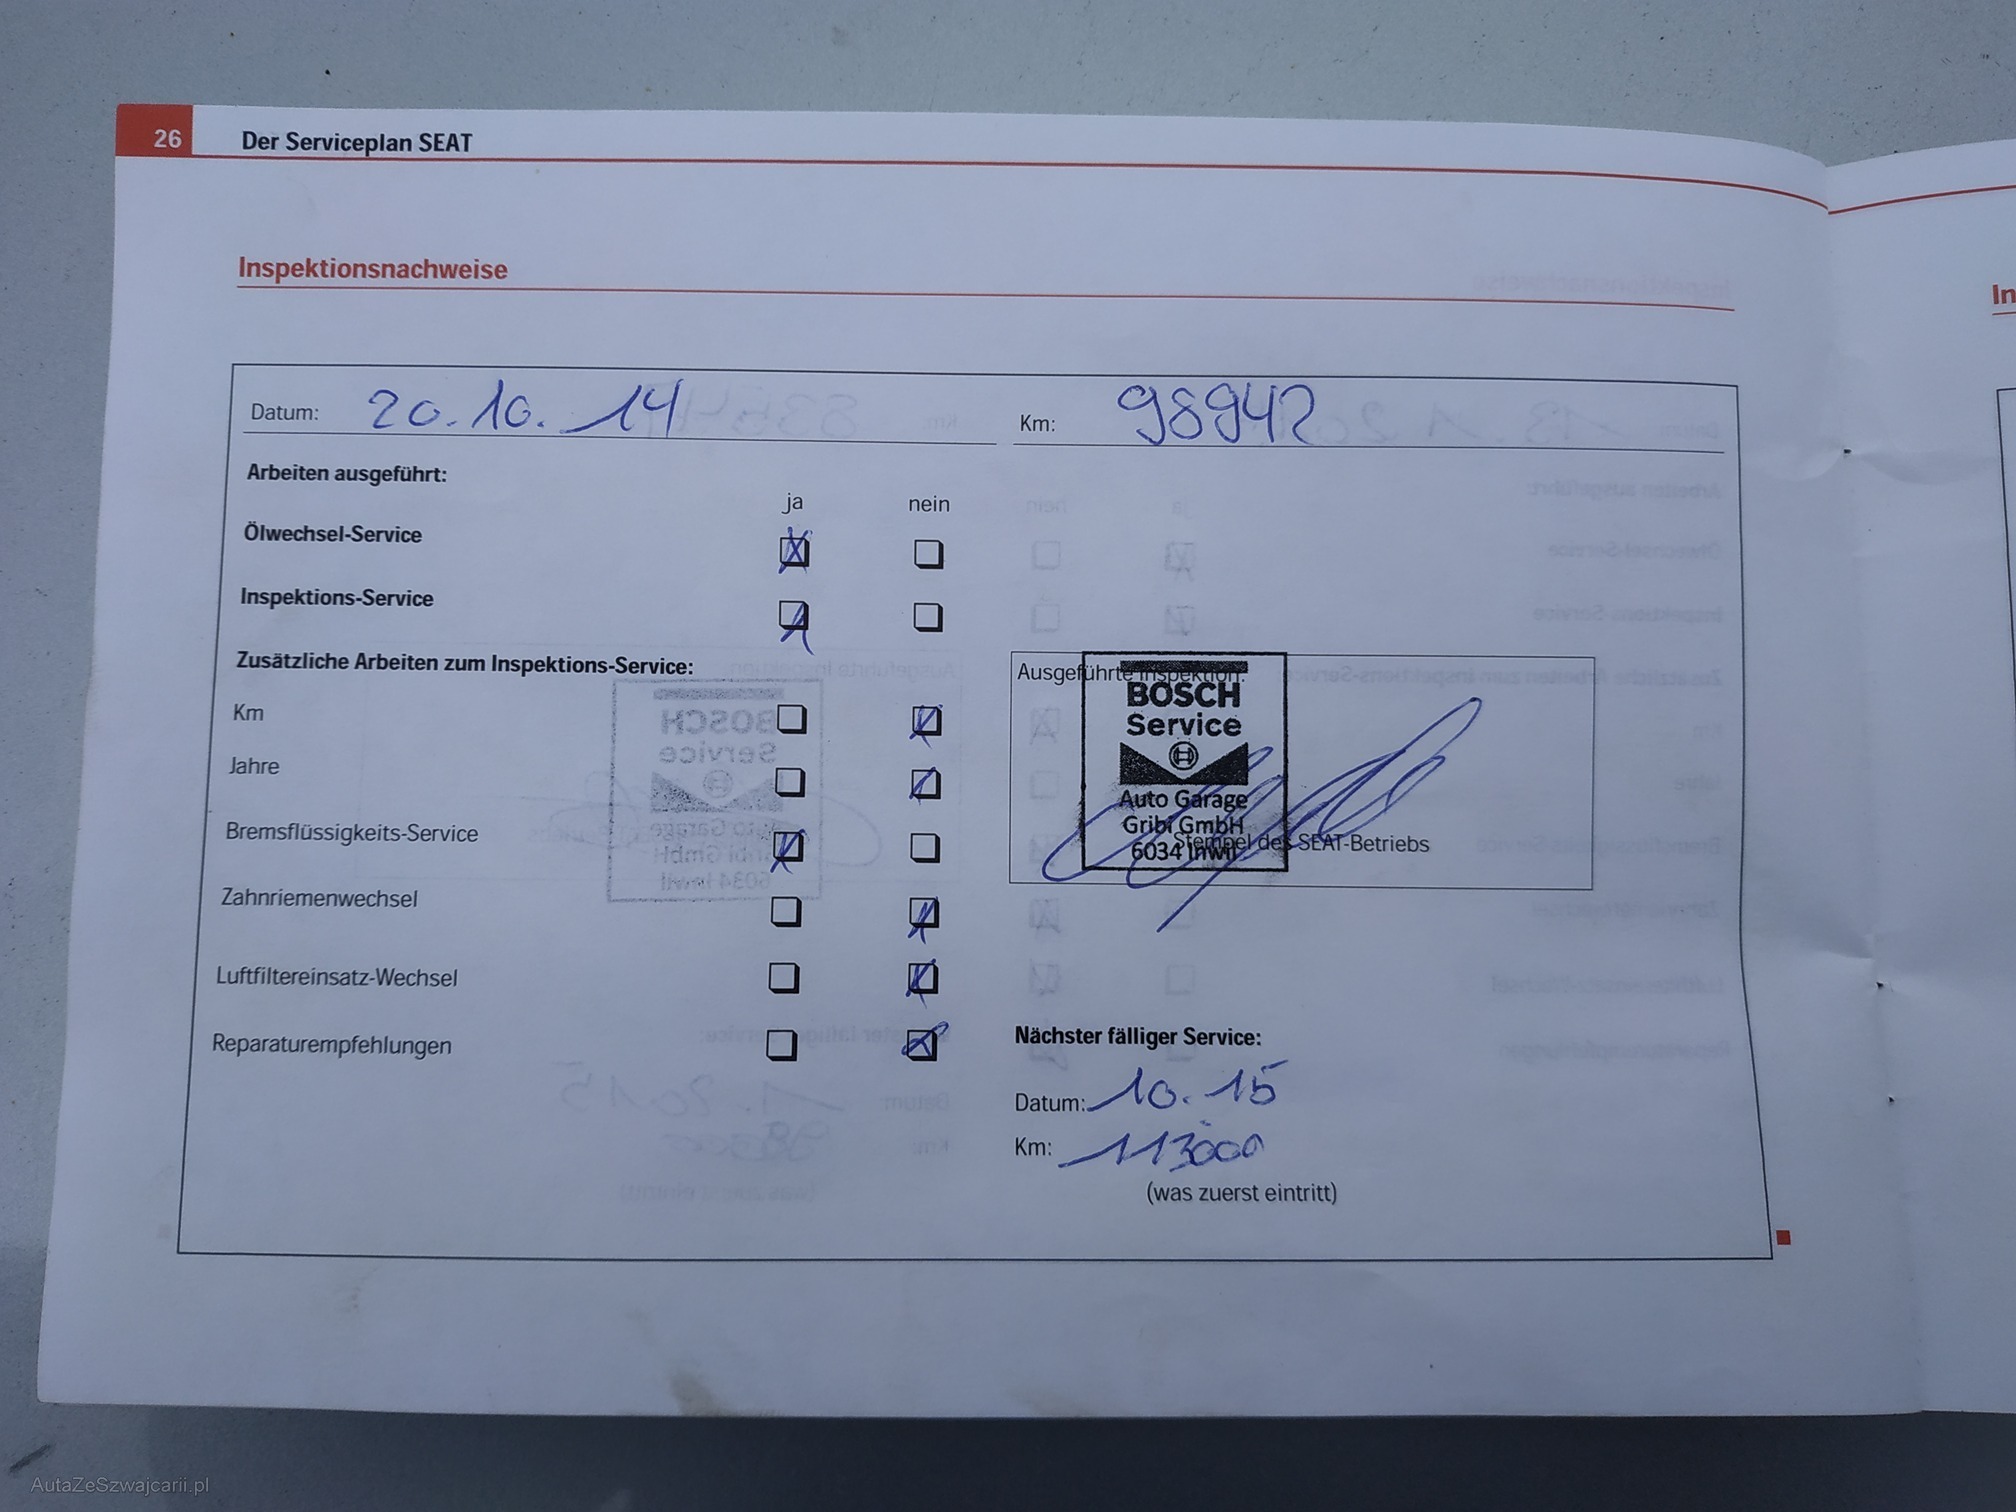 26 Der Serviceplan SEAT
Inspektionsnachweise
In
Datum: 20.10.14 Km: 98942
Arbeiten ausgeführt:
ja nein
Ölwechsel-Service
Inspektions-Service
Zusätzliche Arbeiten zum Inspektions-Service:
Ausgeführte Inspektion:
BOSCH
Service
Auto Garage
Gribi GmbH
6034 Inwil
Stempel des SEAT-Betriebs
Km
Jahre
Bremsflüssigkeits-Service
Zahnriemenwechsel
Luftfiltereinsatz-Wechsel
Reparaturempfehlungen
Nächster fälliger Service:
Datum: 10.15
Km: 113000
(was zuerst eintritt)
AutaZeSzwajcarii.pl